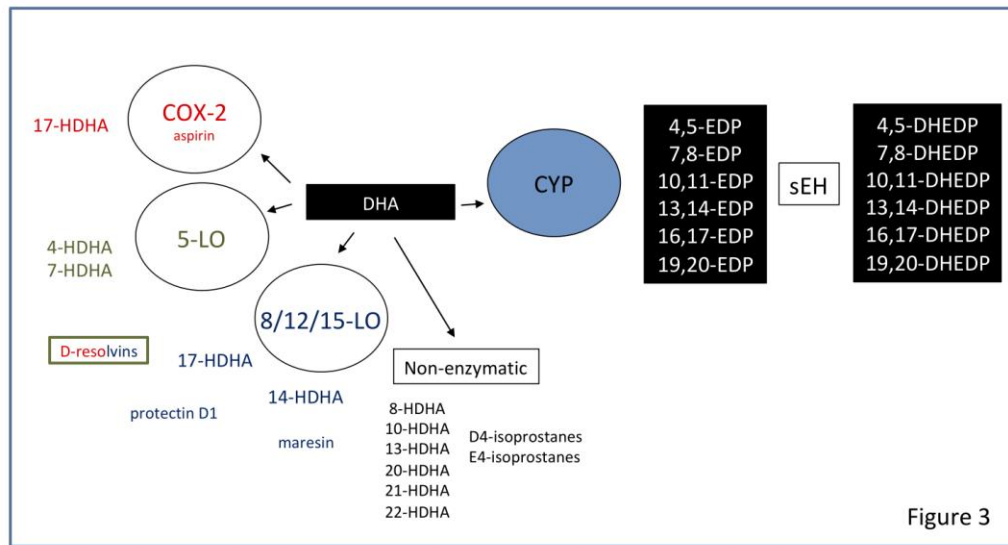 COX-2
aspirin
17-HDHA
DHA
5-LO
4-HDHA
7-HDHA
8/12/15-LO
D-resolvins
17-HDHA
14-HDHA
protectin D1
maresin
Non-enzymatic
8-HDHA
10-HDHA
13-HDHA
20-HDHA
21-HDHA
22-HDHA
D4-isoprostanes
E4-isoprostanes
CYP
4,5-EDP
7,8-EDP
10,11-EDP
13,14-EDP
16,17-EDP
19,20-EDP
sEH
4,5-DHEDP
7,8-DHEDP
10,11-DHEDP
13,14-DHEDP
16,17-DHEDP
19,20-DHEDP
Figure 3